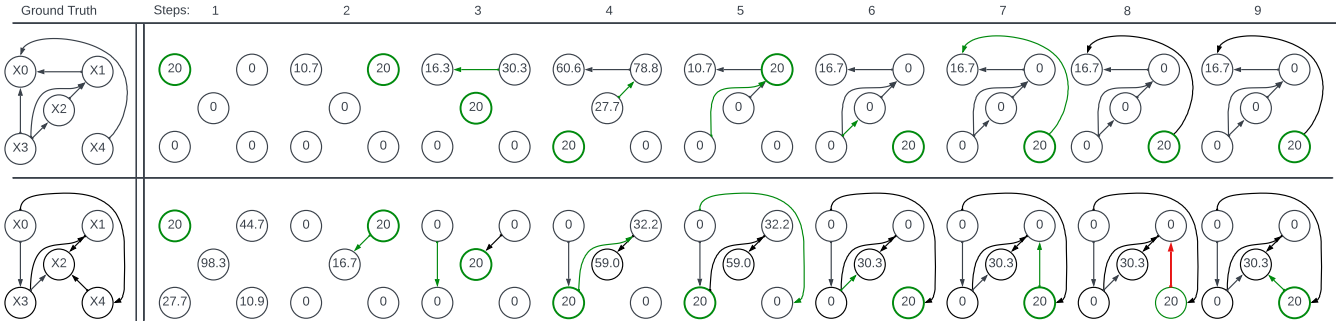 Ground Truth Steps: 1 2 3 4 5 6 7 8 9
X0 X1 20 0 10.7 20 16.3 30.3 60.6 78.8 10.7 20 16.7 0 16.7 0 16.7 0 16.7 0
X2 0 0 20 27.7 0 0 0 0 0
X3 X4 0 0 0 0 0 0 20 0 0 0 0 20 0 20 0 20 0 20
X0 X1 20 44.7 0 20 0 0 0 32.2 0 32.2 0 0 0 0 0 0 0 0
X2 98.3 16.7 20 59.0 59.0 30.3 30.3 30.3 30.3
X3 X4 27.7 10.9 0 0 0 0 20 0 20 0 0 20 0 20 0 20 0 20